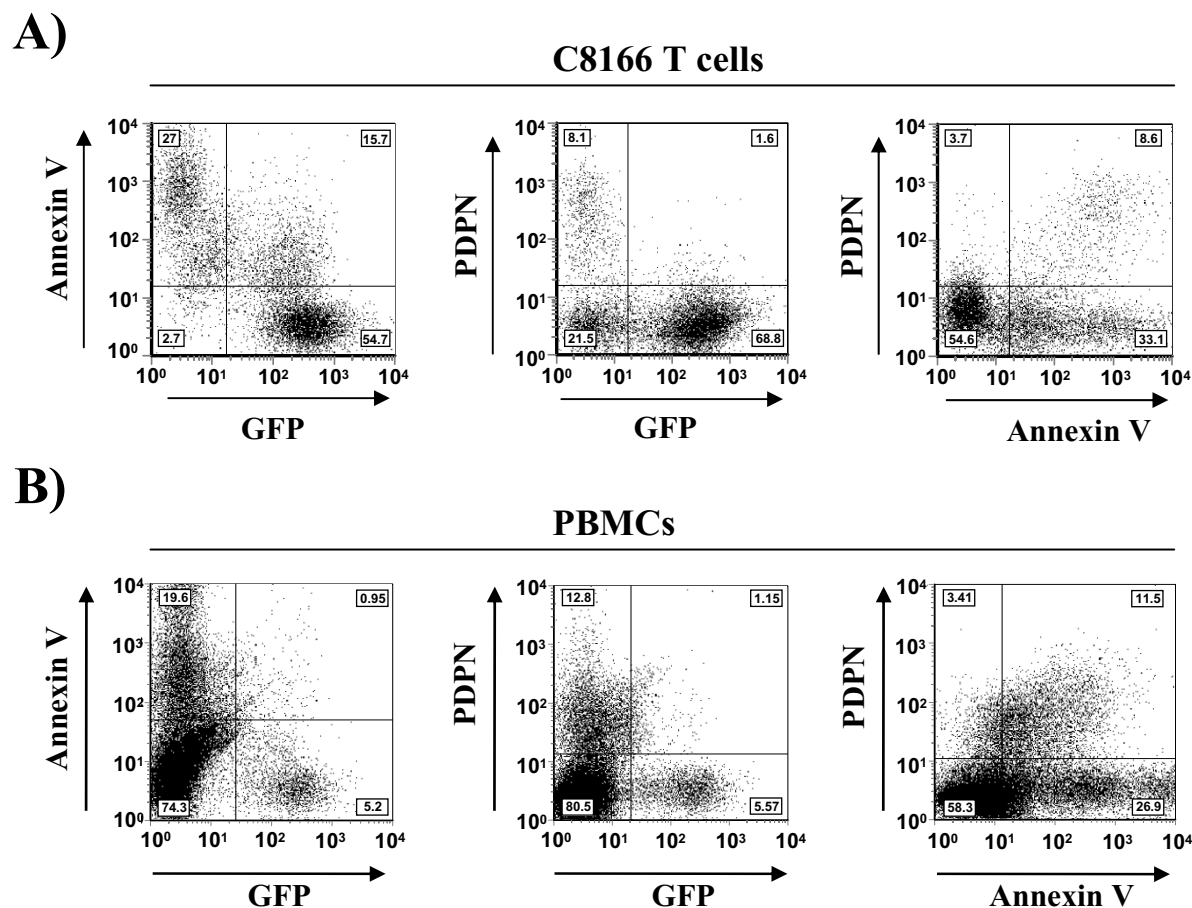 A)
C8166 T cells
Annexin V
10⁴
10³
10²
10¹
10⁰
27
15.7
2.7
54.7
10⁰ 10¹ 10² 10³ 10⁴
GFP
PDPN
10⁴
10³
10²
10¹
10⁰
8.1
1.6
21.5
68.8
10⁰ 10¹ 10² 10³ 10⁴
GFP
PDPN
10⁴
10³
10²
10¹
10⁰
3.7
8.6
54.6
33.1
10⁰ 10¹ 10² 10³ 10⁴
Annexin V
B)
PBMCs
Annexin V
10⁴
10³
10²
10¹
10⁰
19.6
0.95
74.3
5.2
10⁰ 10¹ 10² 10³ 10⁴
GFP
PDPN
10⁴
10³
10²
10¹
10⁰
12.8
1.15
80.5
5.57
10⁰ 10¹ 10² 10³ 10⁴
GFP
PDPN
10⁴
10³
10²
10¹
10⁰
3.41
11.5
58.3
26.9
10⁰ 10¹ 10² 10³ 10⁴
Annexin V